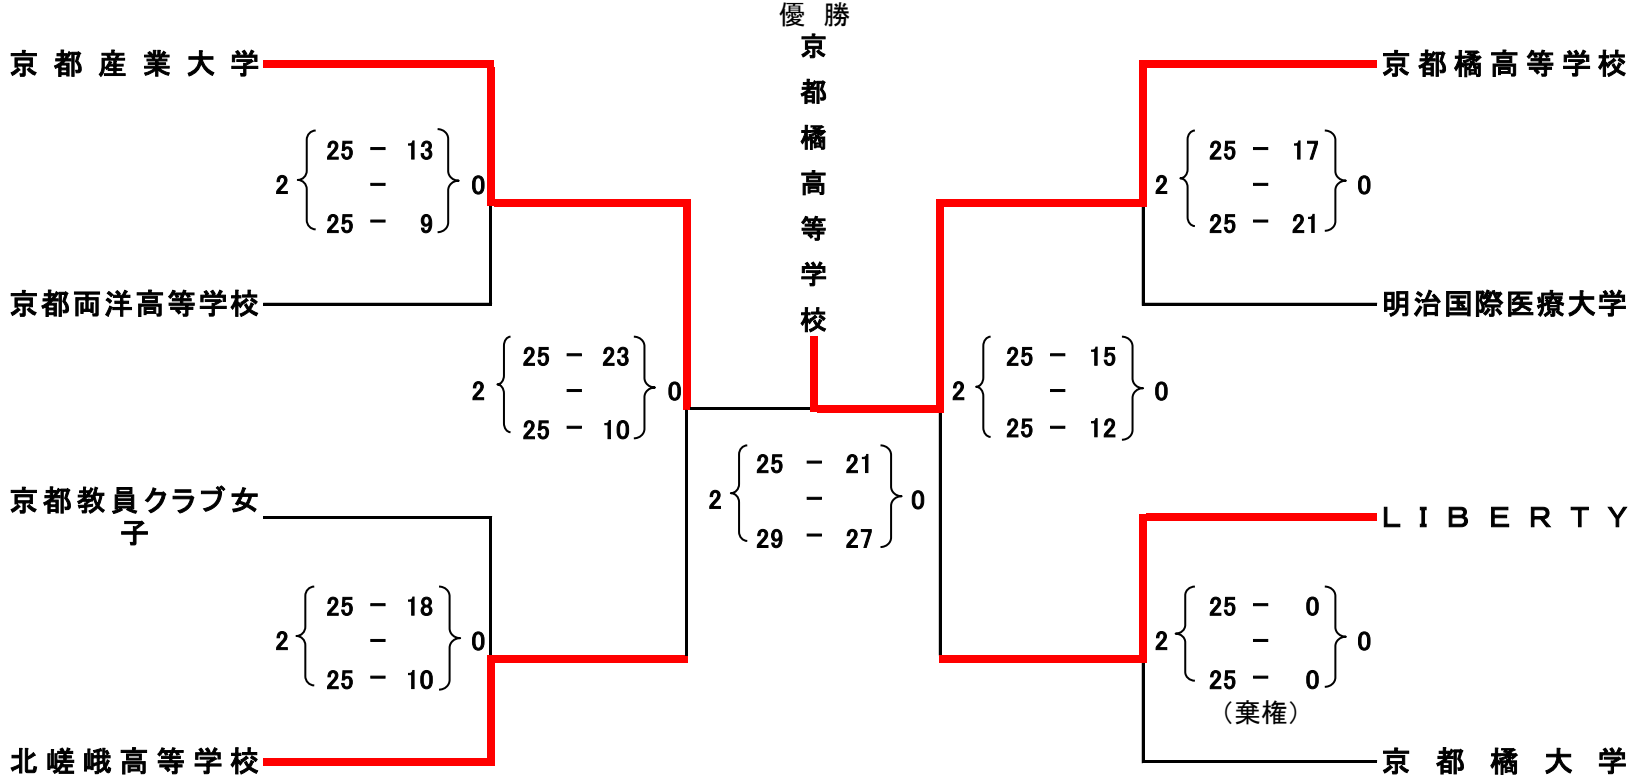 優勝
京都橘高等学校
京都産業大学
2 25 － 13 0
－
25 － 9
京都両洋高等学校
2 25 － 23 0
－
25 － 10
京都教員クラブ女
子
2 25 － 18 0
－
25 － 10
北嵯峨高等学校
2 25 － 21 0
－
29 － 27
京都橘高等学校
2 25 － 17 0
－
25 － 21
明治国際医療大学
2 25 － 15 0
－
25 － 12
ＬＩＢＥＲＴＹ
2 25 － 0 0
－
25 － 0
（棄権）
京都橘大学